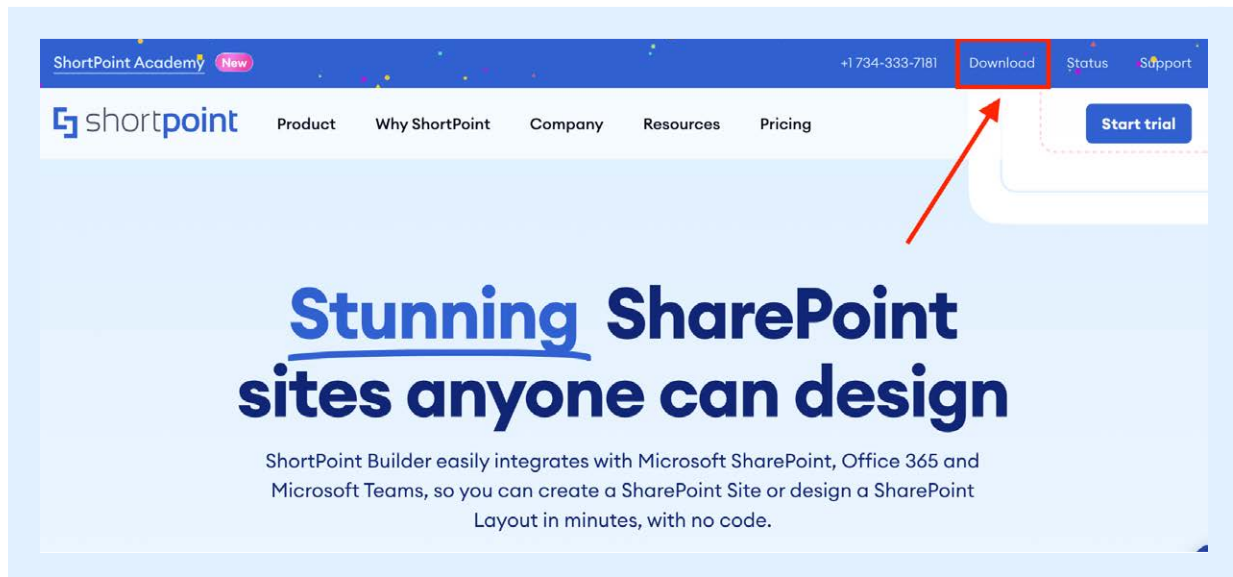 ShortPoint Academy New +1 734-333-7181 Download Status Support
shortpoint Product Why ShortPoint Company Resources Pricing Start trial
Stunning SharePoint
sites anyone can design
ShortPoint Builder easily integrates with Microsoft SharePoint, Office 365 and
Microsoft Teams, so you can create a SharePoint Site or design a SharePoint
Layout in minutes, with no code.